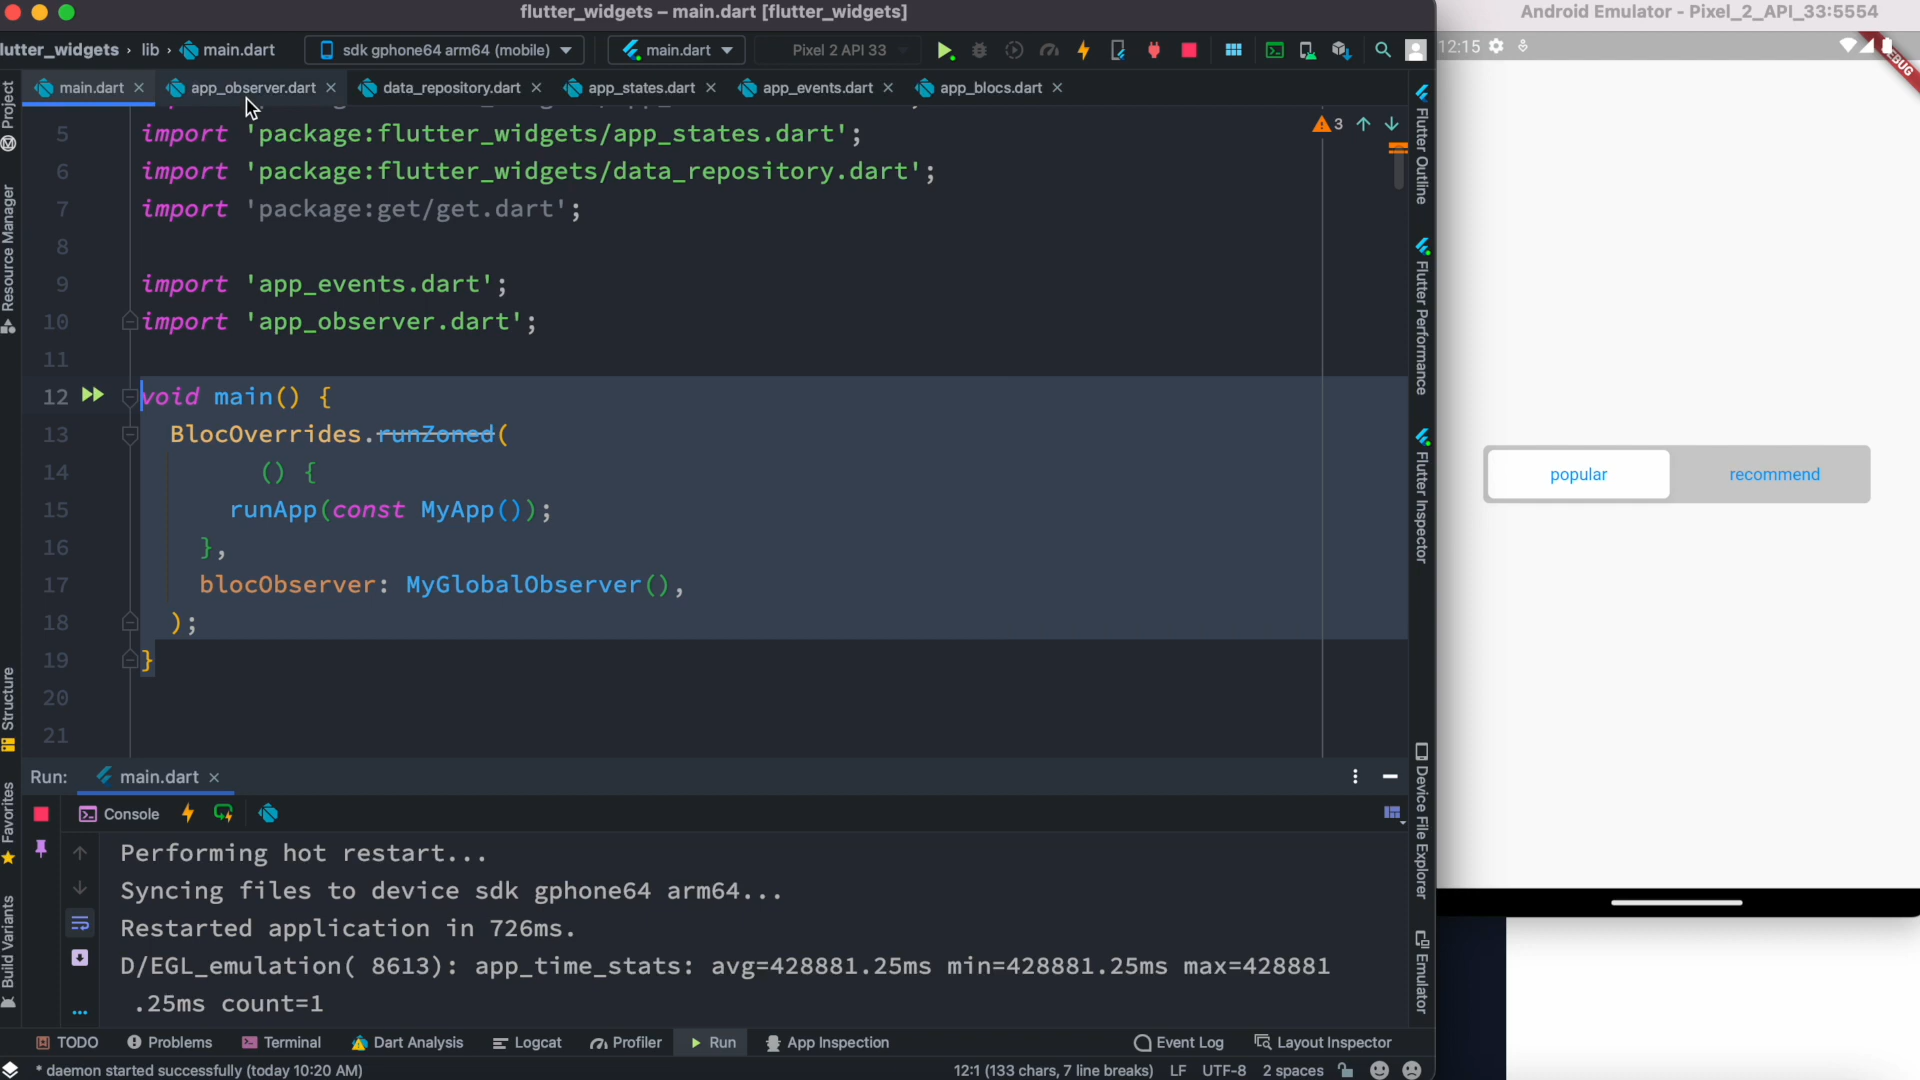 flutter_widgets – main.dart [flutter_widgets]
Android Emulator - Pixel_2_API_33:5554
lutter_widgets › lib › main.dart
sdk gphone64 arm64 (mobile)
main.dart
Pixel 2 API 33
12:15
main.dart
app_observer.dart
data_repository.dart
app_states.dart
app_events.dart
app_blocs.dart
5 import 'package:flutter_widgets/app_states.dart';
6 import 'package:flutter_widgets/data_repository.dart';
7 import 'package:get/get.dart';
8
9 import 'app_events.dart';
10 import 'app_observer.dart';
11
12 void main() {
13 BlocOverrides.runZoned(
14 () {
15 runApp(const MyApp());
16 },
17 blocObserver: MyGlobalObserver(),
18 );
19 }
20
21
3
Project
Resource Manager
Structure
Favorites
Build Variants
Flutter Outline
Flutter Performance
Flutter Inspector
Device File Explorer
Emulator
popular
recommend
Run: main.dart
Console
Performing hot restart...
Syncing files to device sdk gphone64 arm64...
Restarted application in 726ms.
D/EGL_emulation( 8613): app_time_stats: avg=428881.25ms min=428881.25ms max=428881
.25ms count=1
TODO
Problems
Terminal
Dart Analysis
Logcat
Profiler
Run
App Inspection
Event Log
Layout Inspector
* daemon started successfully (today 10:20 AM)
12:1 (133 chars, 7 line breaks)
LF
UTF-8
2 spaces